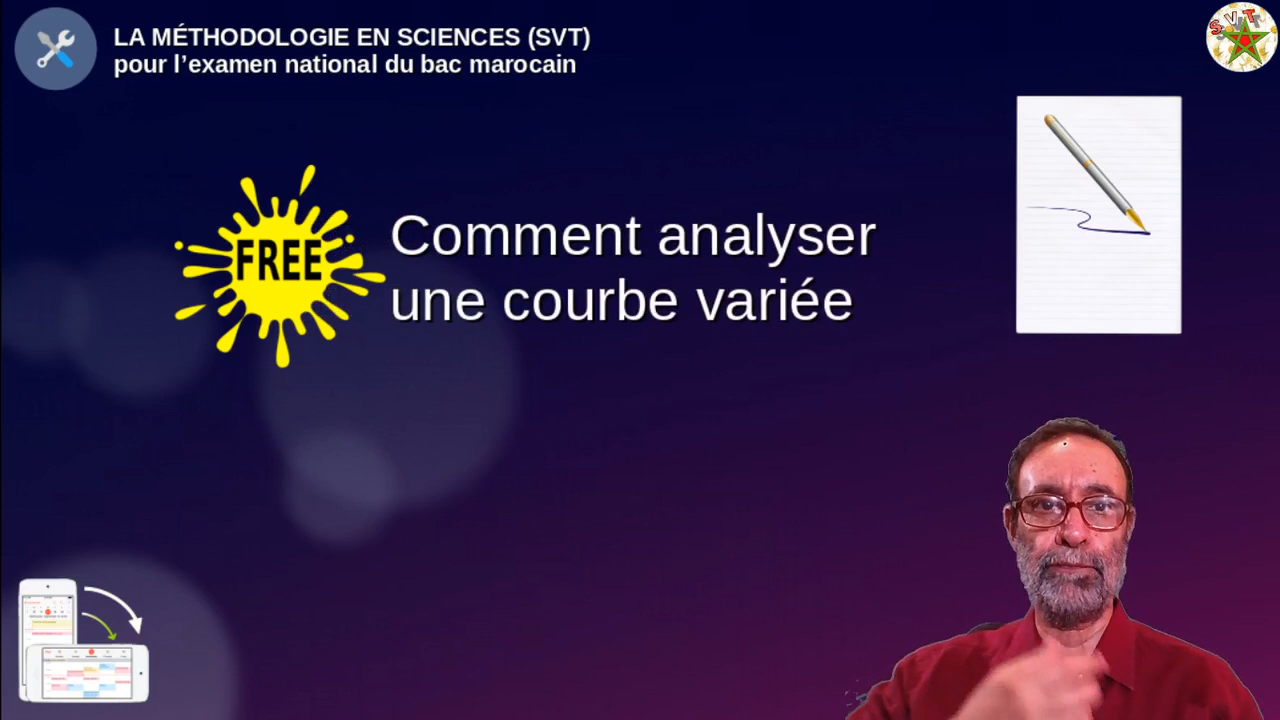 LA MÉTHODOLOGIE EN SCIENCES (SVT)
pour l’examen national du bac marocain
FREE
Comment analyser
une courbe variée